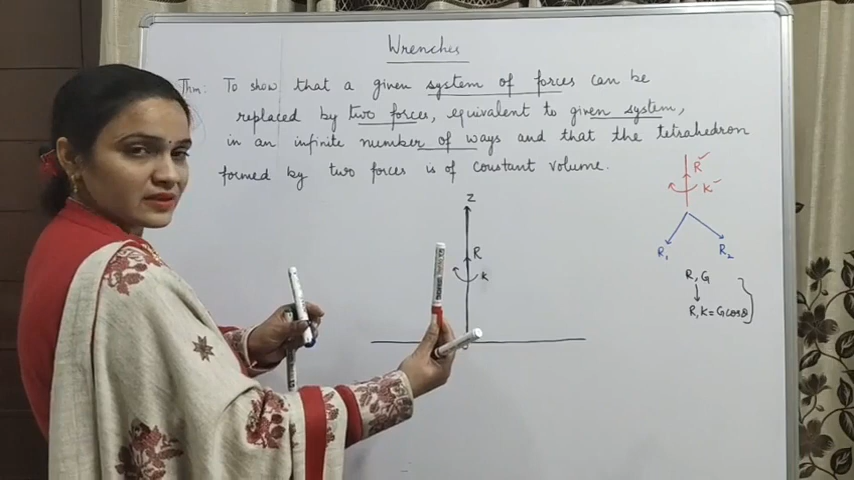 Wrenches
Thm: To show that a given system of forces can be
replaced by two forces, equivalent to given system,
in an infinite number of ways and that the tetrahedron
formed by two forces is of constant volume.
Z
R
K
R
K
R₁
R₂
R, G
R, K = G cosθ